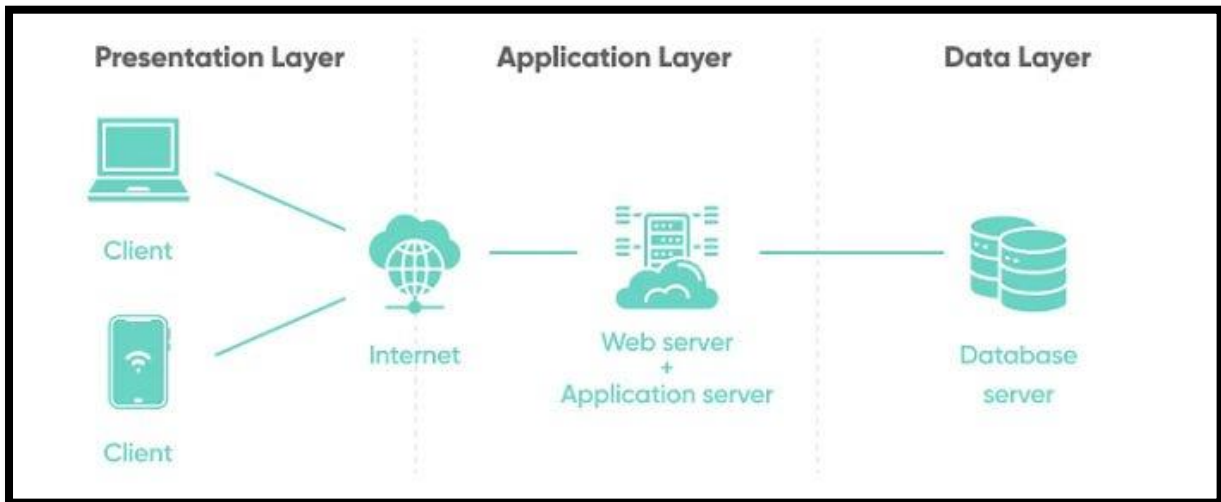 Presentation Layer
Application Layer
Data Layer
Client
Client
Internet
Web server
+
Application server
Database
server